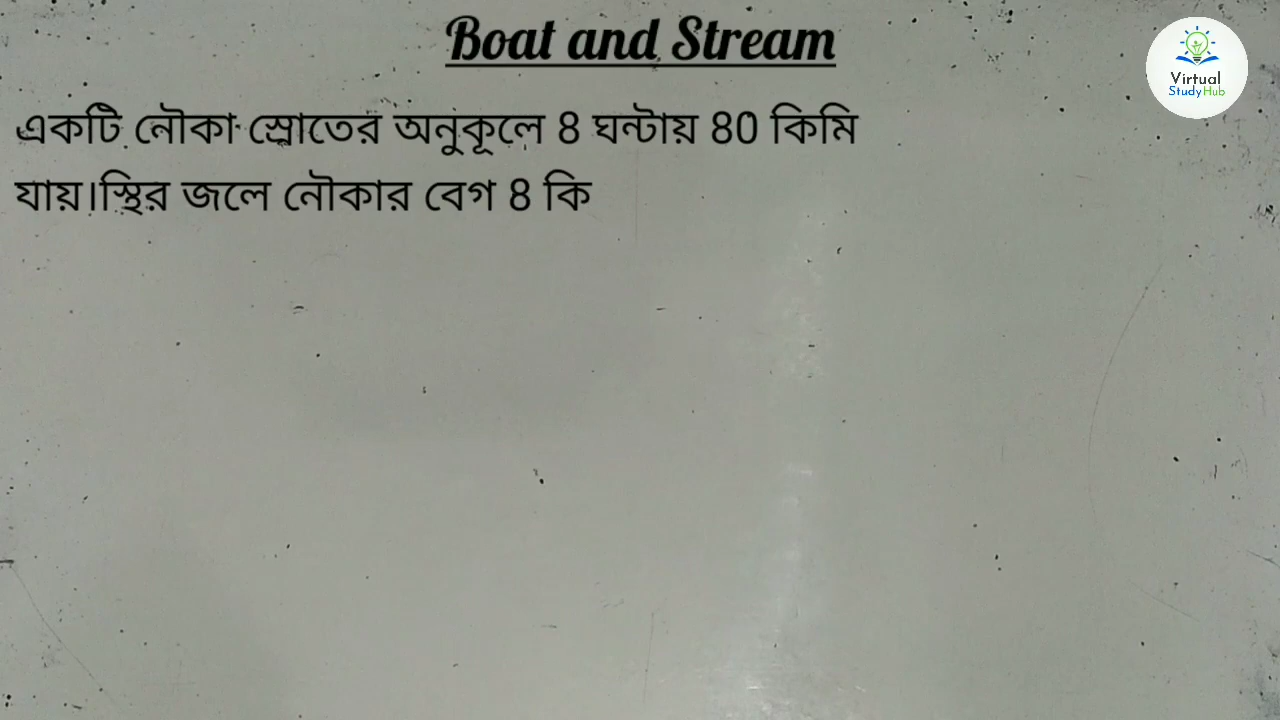 Boat and Stream
Virtual
StudyHub
একটি নৌকা স্রোতের অনুকূলে 8 ঘন্টায় 80 কিমি
যায়।স্থির জলে নৌকার বেগ 8 কি